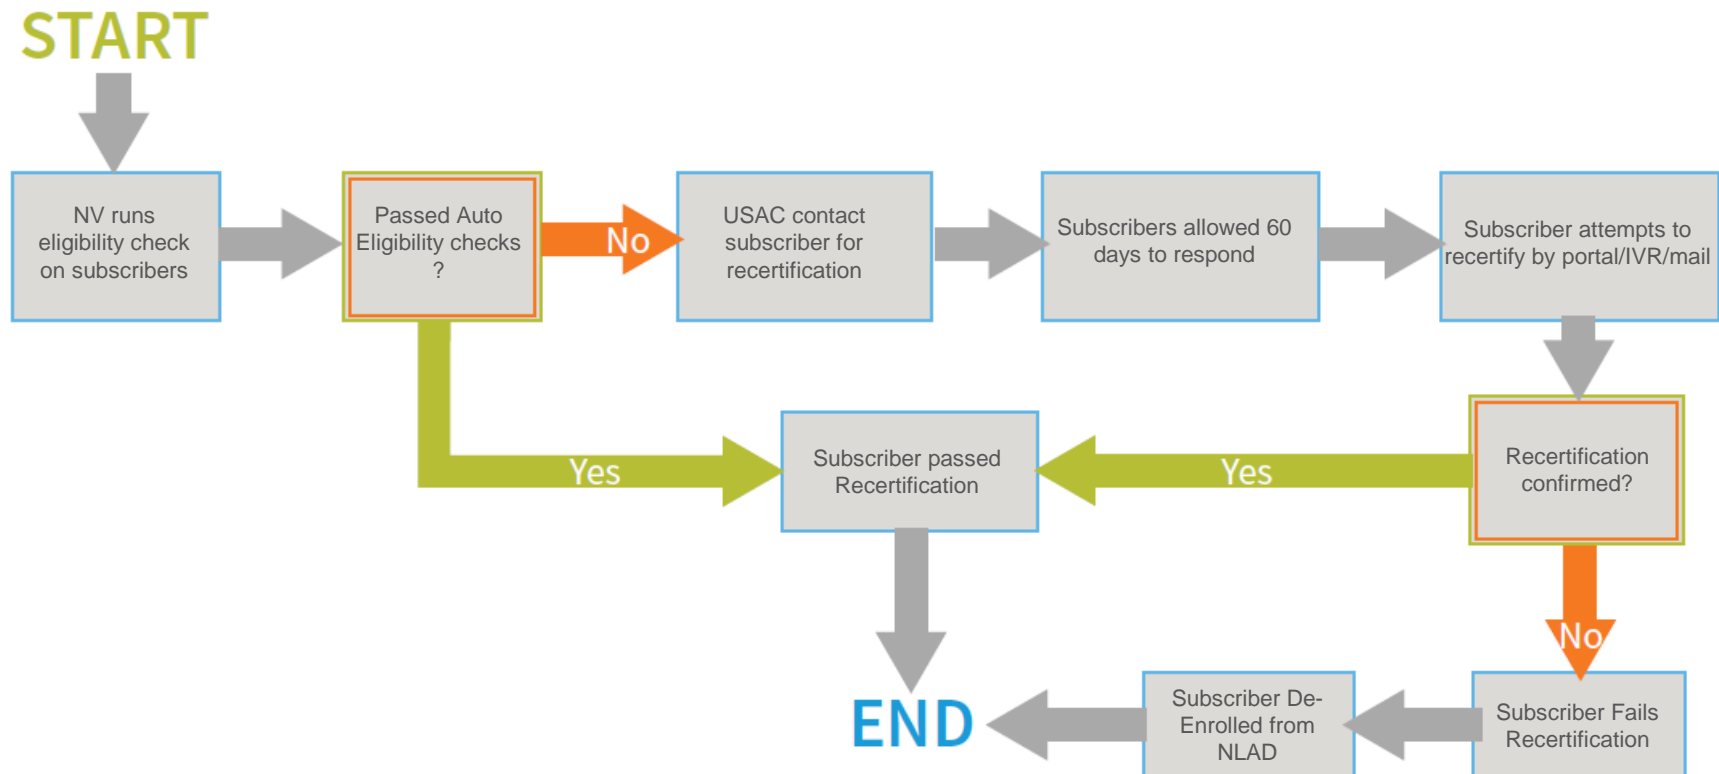 START
NV runs
eligibility check
on subscribers
Passed Auto
Eligibility checks
?
No
USAC contact
subscriber for
recertification
Subscribers allowed 60
days to respond
Subscriber attempts to
recertify by portal/IVR/mail
Yes
Subscriber passed
Recertification
Yes
Recertification
confirmed?
No
END
Subscriber De-
Enrolled from
NLAD
Subscriber Fails
Recertification